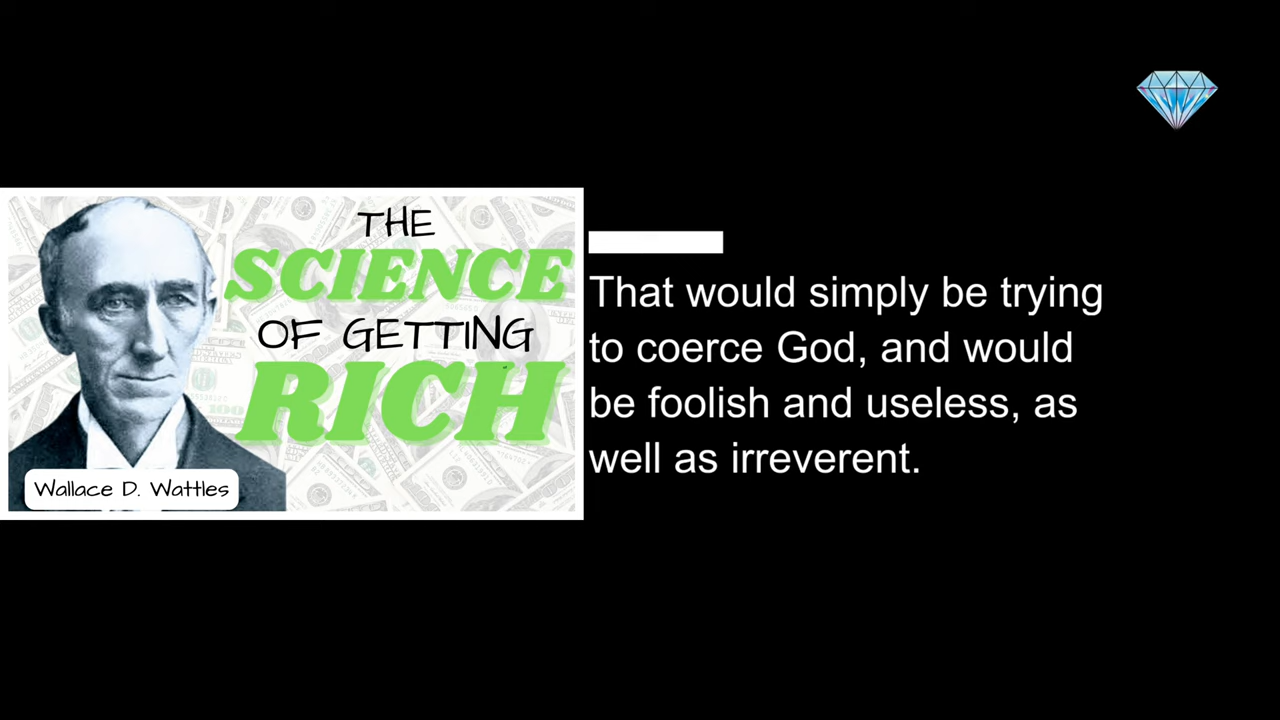 THE
SCIENCE
OF GETTING
RICH
Wallace D. Wattles
That would simply be trying
to coerce God, and would
be foolish and useless, as
well as irreverent.